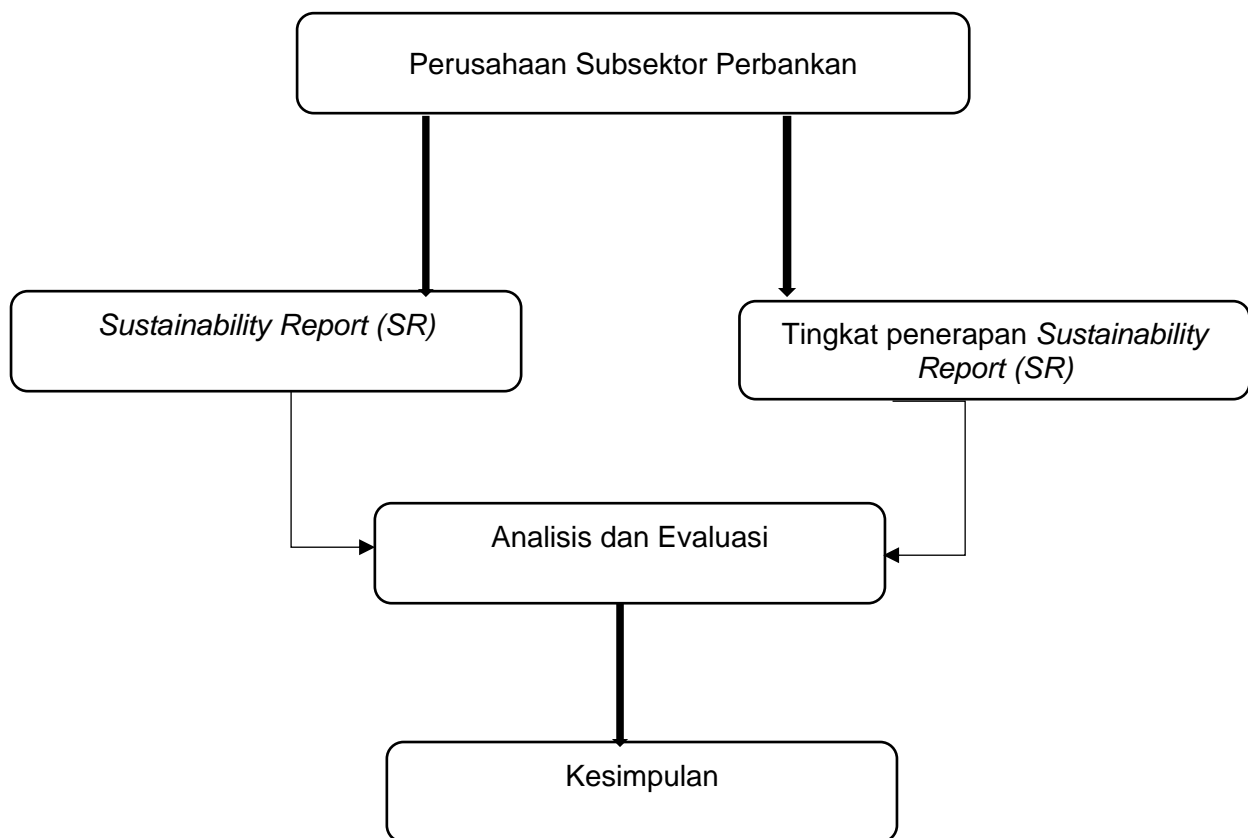 Perusahaan Subsektor Perbankan
Sustainability Report (SR)
Tingkat penerapan Sustainability
Report (SR)
Analisis dan Evaluasi
Kesimpulan